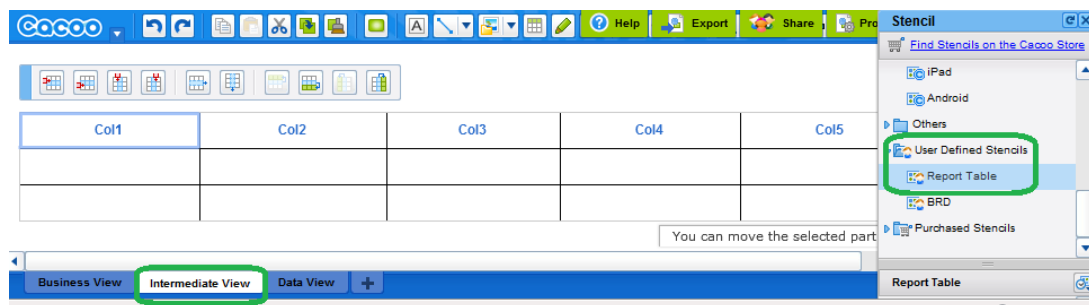 Cacoo
Help Export Share Pro
Stencil
Find Stencils on the Cacoo Store
iPad
Android
Others
User Defined Stencils
Report Table
BRD
Purchased Stencils
Col1 Col2 Col3 Col4 Col5
You can move the selected part
Business View Intermediate View Data View
Report Table